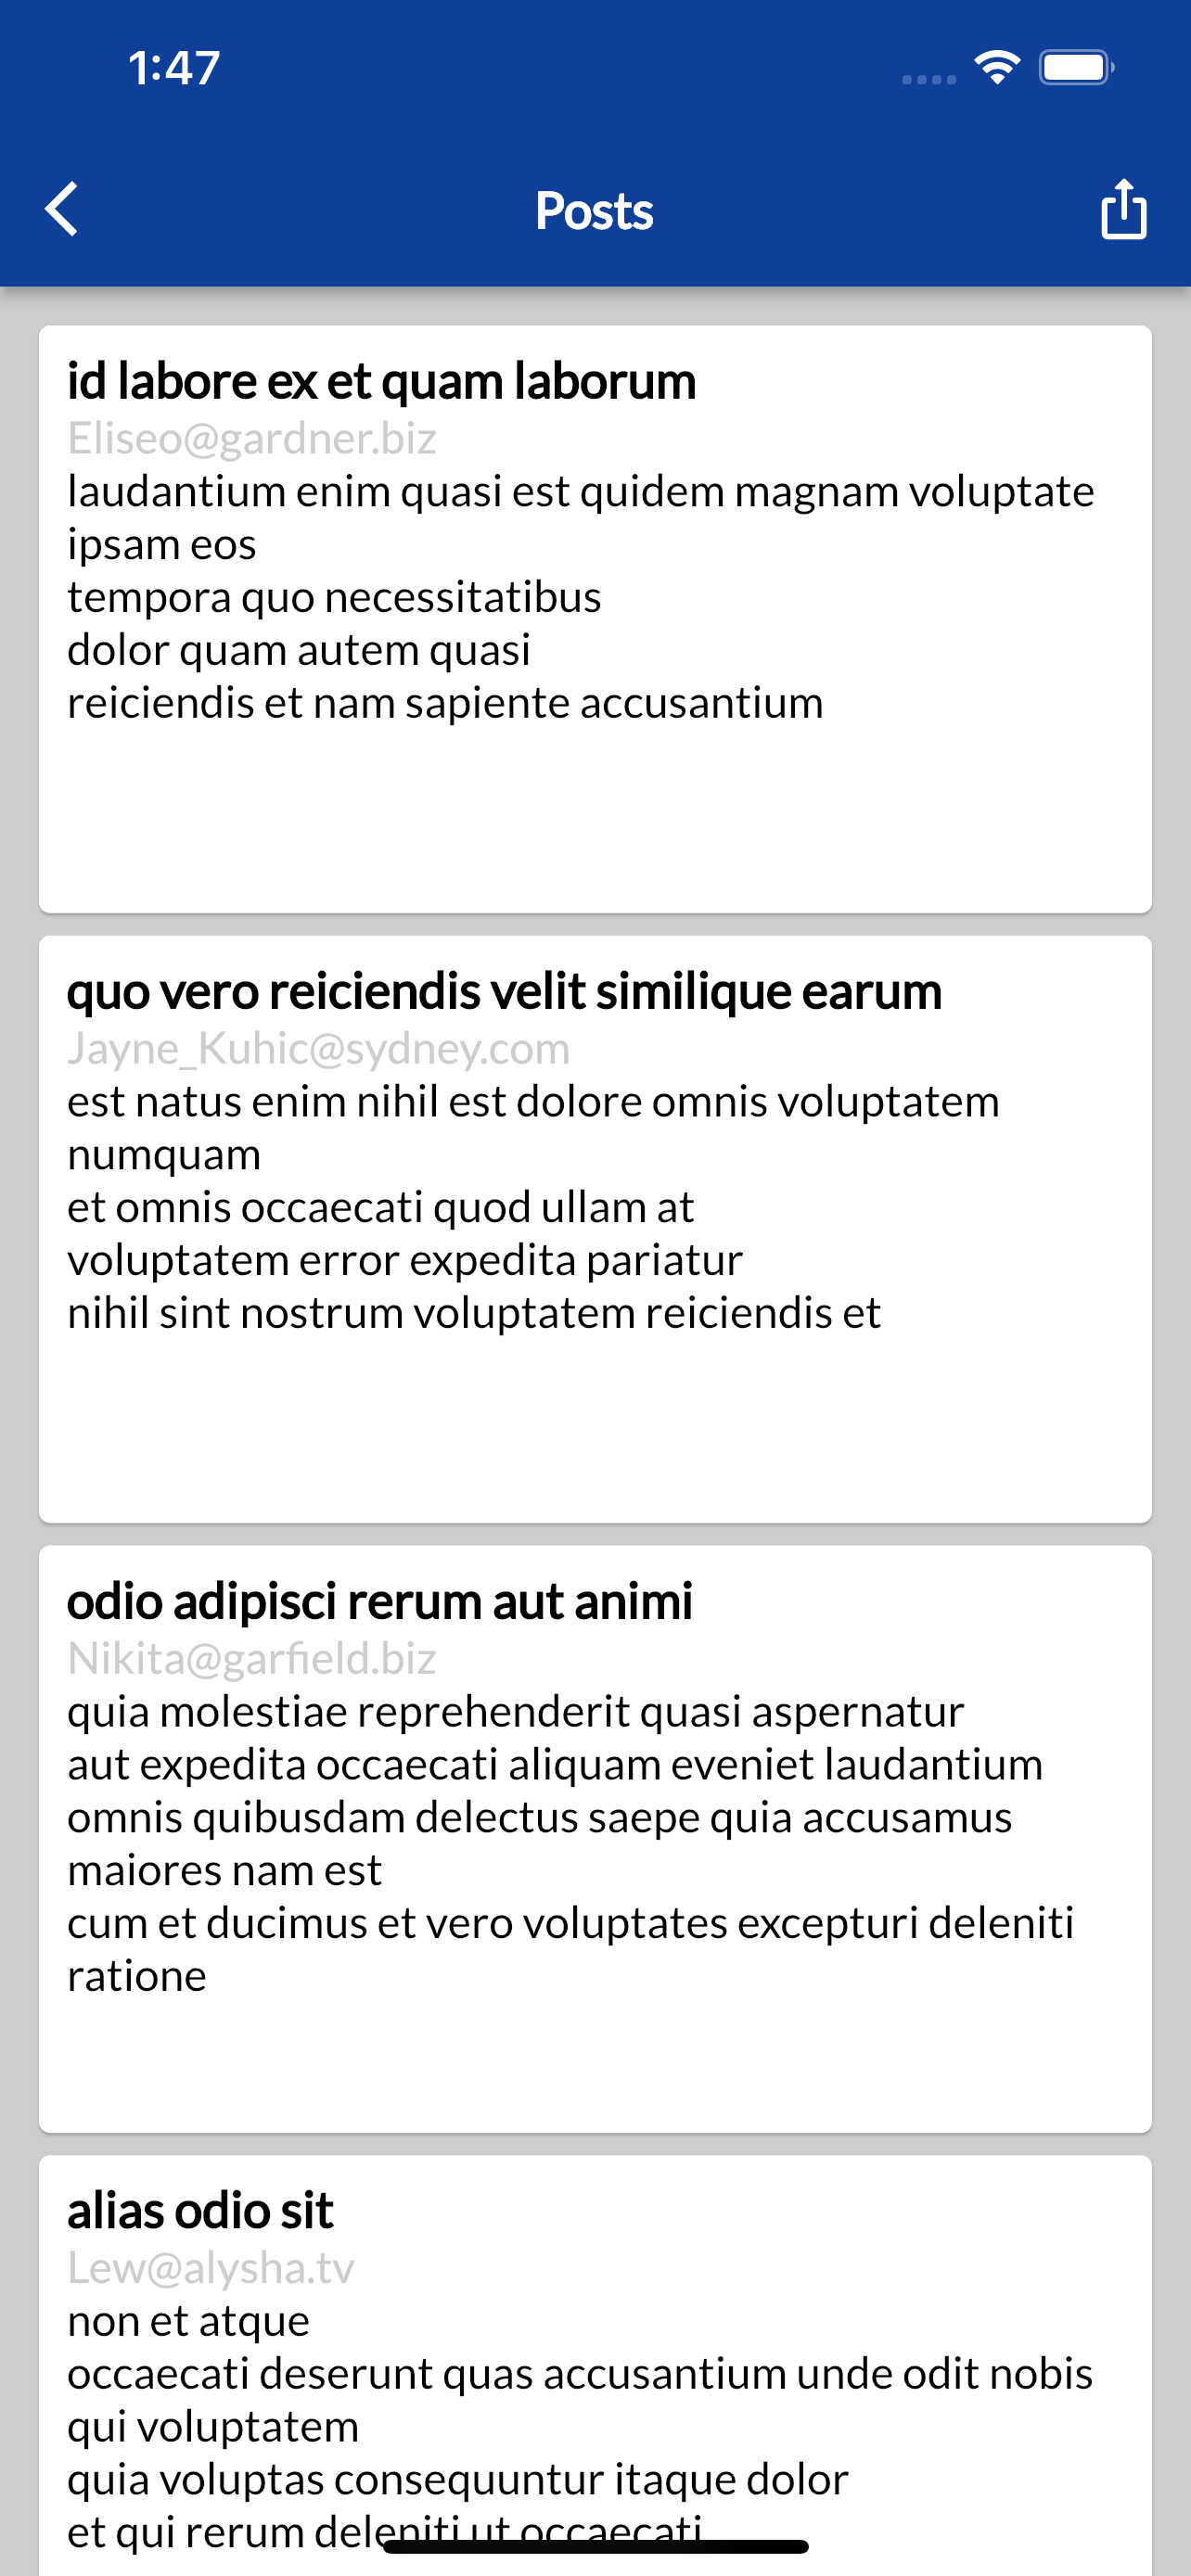 1:47
Posts
id labore ex et quam laborum
Eliseo@gardner.biz
laudantium enim quasi est quidem magnam voluptate
ipsam eos
tempora quo necessitatibus
dolor quam autem quasi
reiciendis et nam sapiente accusantium
quo vero reiciendis velit similique earum
Jayne_Kuhic@sydney.com
est natus enim nihil est dolore omnis voluptatem
numquam
et omnis occaecati quod ullam at
voluptatem error expedita pariatur
nihil sint nostrum voluptatem reiciendis et
odio adipisci rerum aut animi
Nikita@garfield.biz
quia molestiae reprehenderit quasi aspernatur
aut expedita occaecati aliquam eveniet laudantium
omnis quibusdam delectus saepe quia accusamus
maiores nam est
cum et ducimus et vero voluptates excepturi deleniti
ratione
alias odio sit
Lew@alysha.tv
non et atque
occaecati deserunt quas accusantium unde odit nobis
qui voluptatem
quia voluptas consequuntur itaque dolor
et qui rerum deleniti ut occaecati